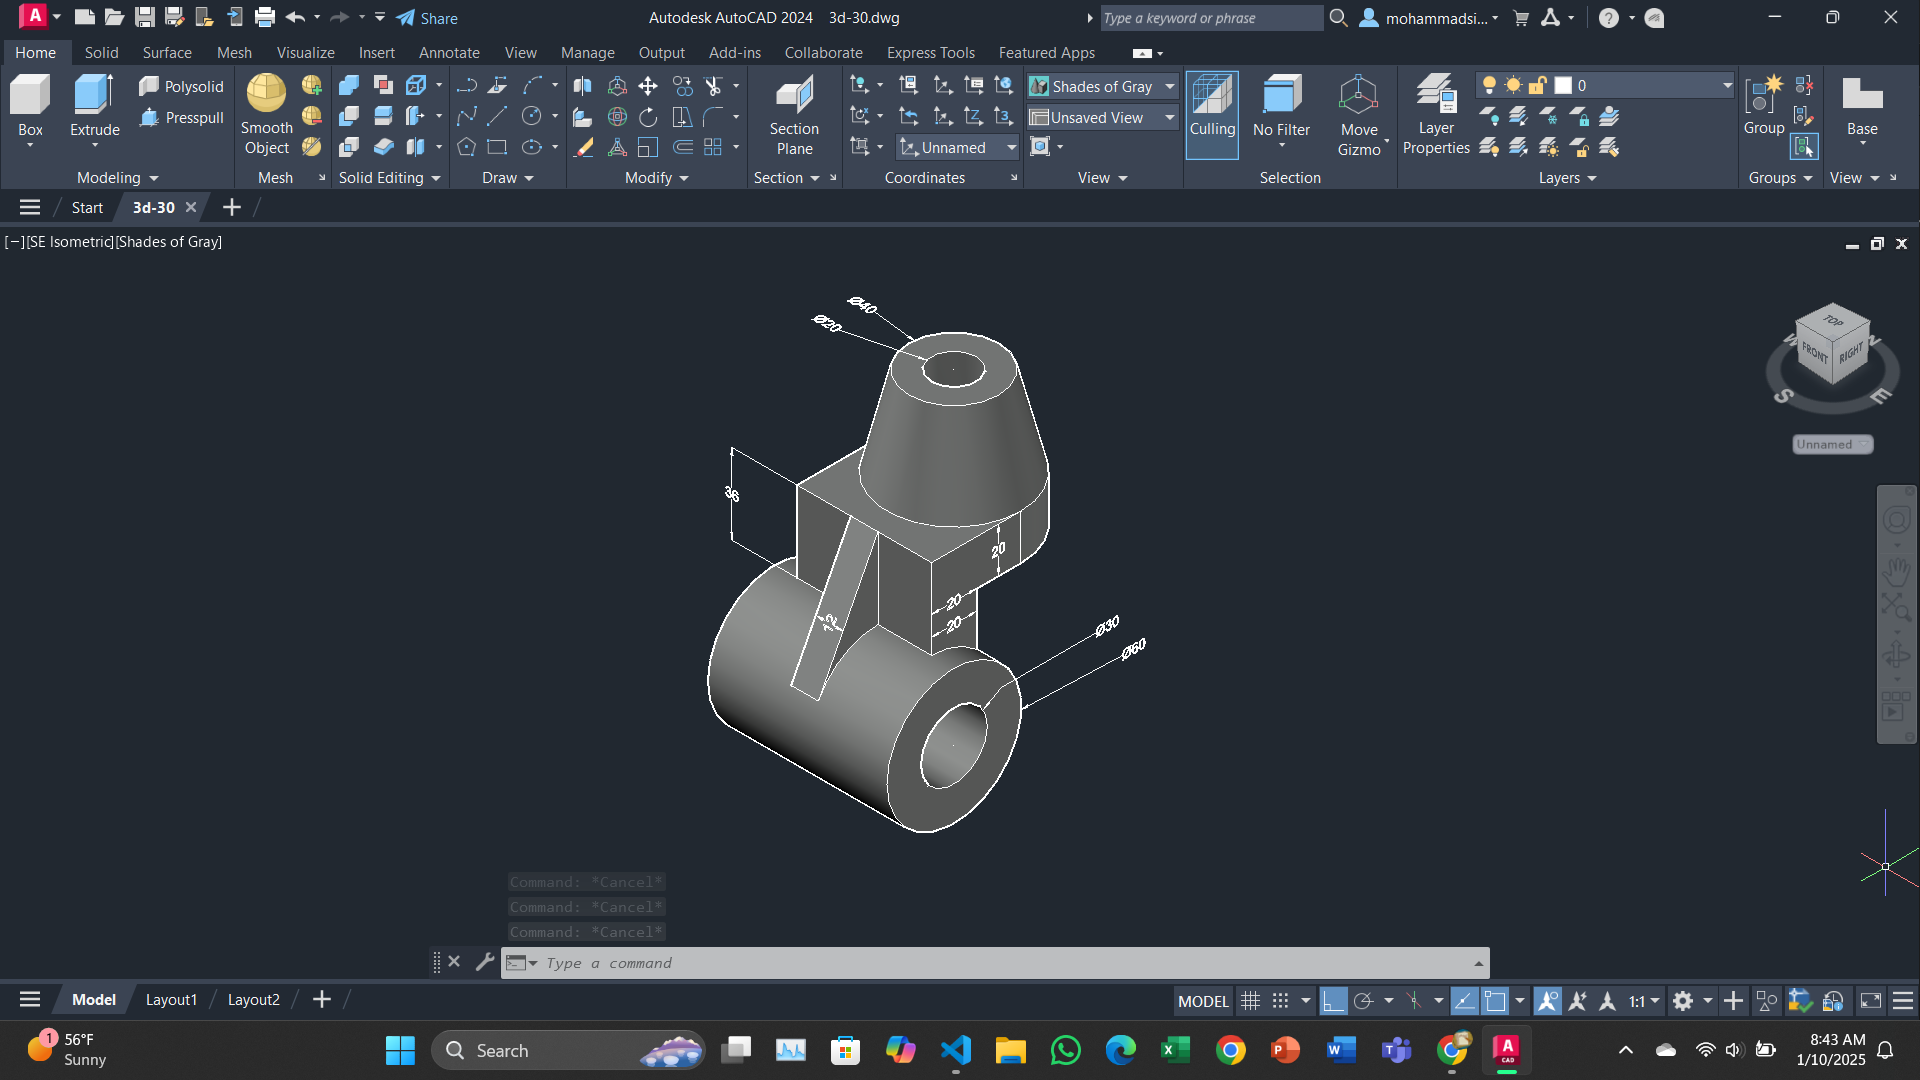 A Share Autodesk AutoCAD 2024 3d-30.dwg Type a keyword or phrase mohammadsi...
Home Solid Surface Mesh Visualize Insert Annotate View Manage Output Add-ins Collaborate Express Tools Featured Apps
Box
Extrude
Polysolid
Presspull
Modeling
Smooth
Object
Mesh
Solid Editing
Draw
Modify
Section
Plane
Section
Unnamed
Coordinates
Shades of Gray
Unsaved View
View
Culling
No Filter
Move
Gizmo
Selection
Layer
Properties
0
Layers
Group
Groups
Base
View
Start 3d-30
[−][SE Isometric][Shades of Gray]
TOP
FRONT RIGHT
W N
S E
Unnamed
Ø40
Ø20
36
20
20
20
12
Ø30
Ø60
Command: *Cancel*
Command: *Cancel*
Command: *Cancel*
Type a command
Model Layout1 Layout2
MODEL 1:1
1
56°F
Sunny
Search
A
CAD
8:43 AM
1/10/2025